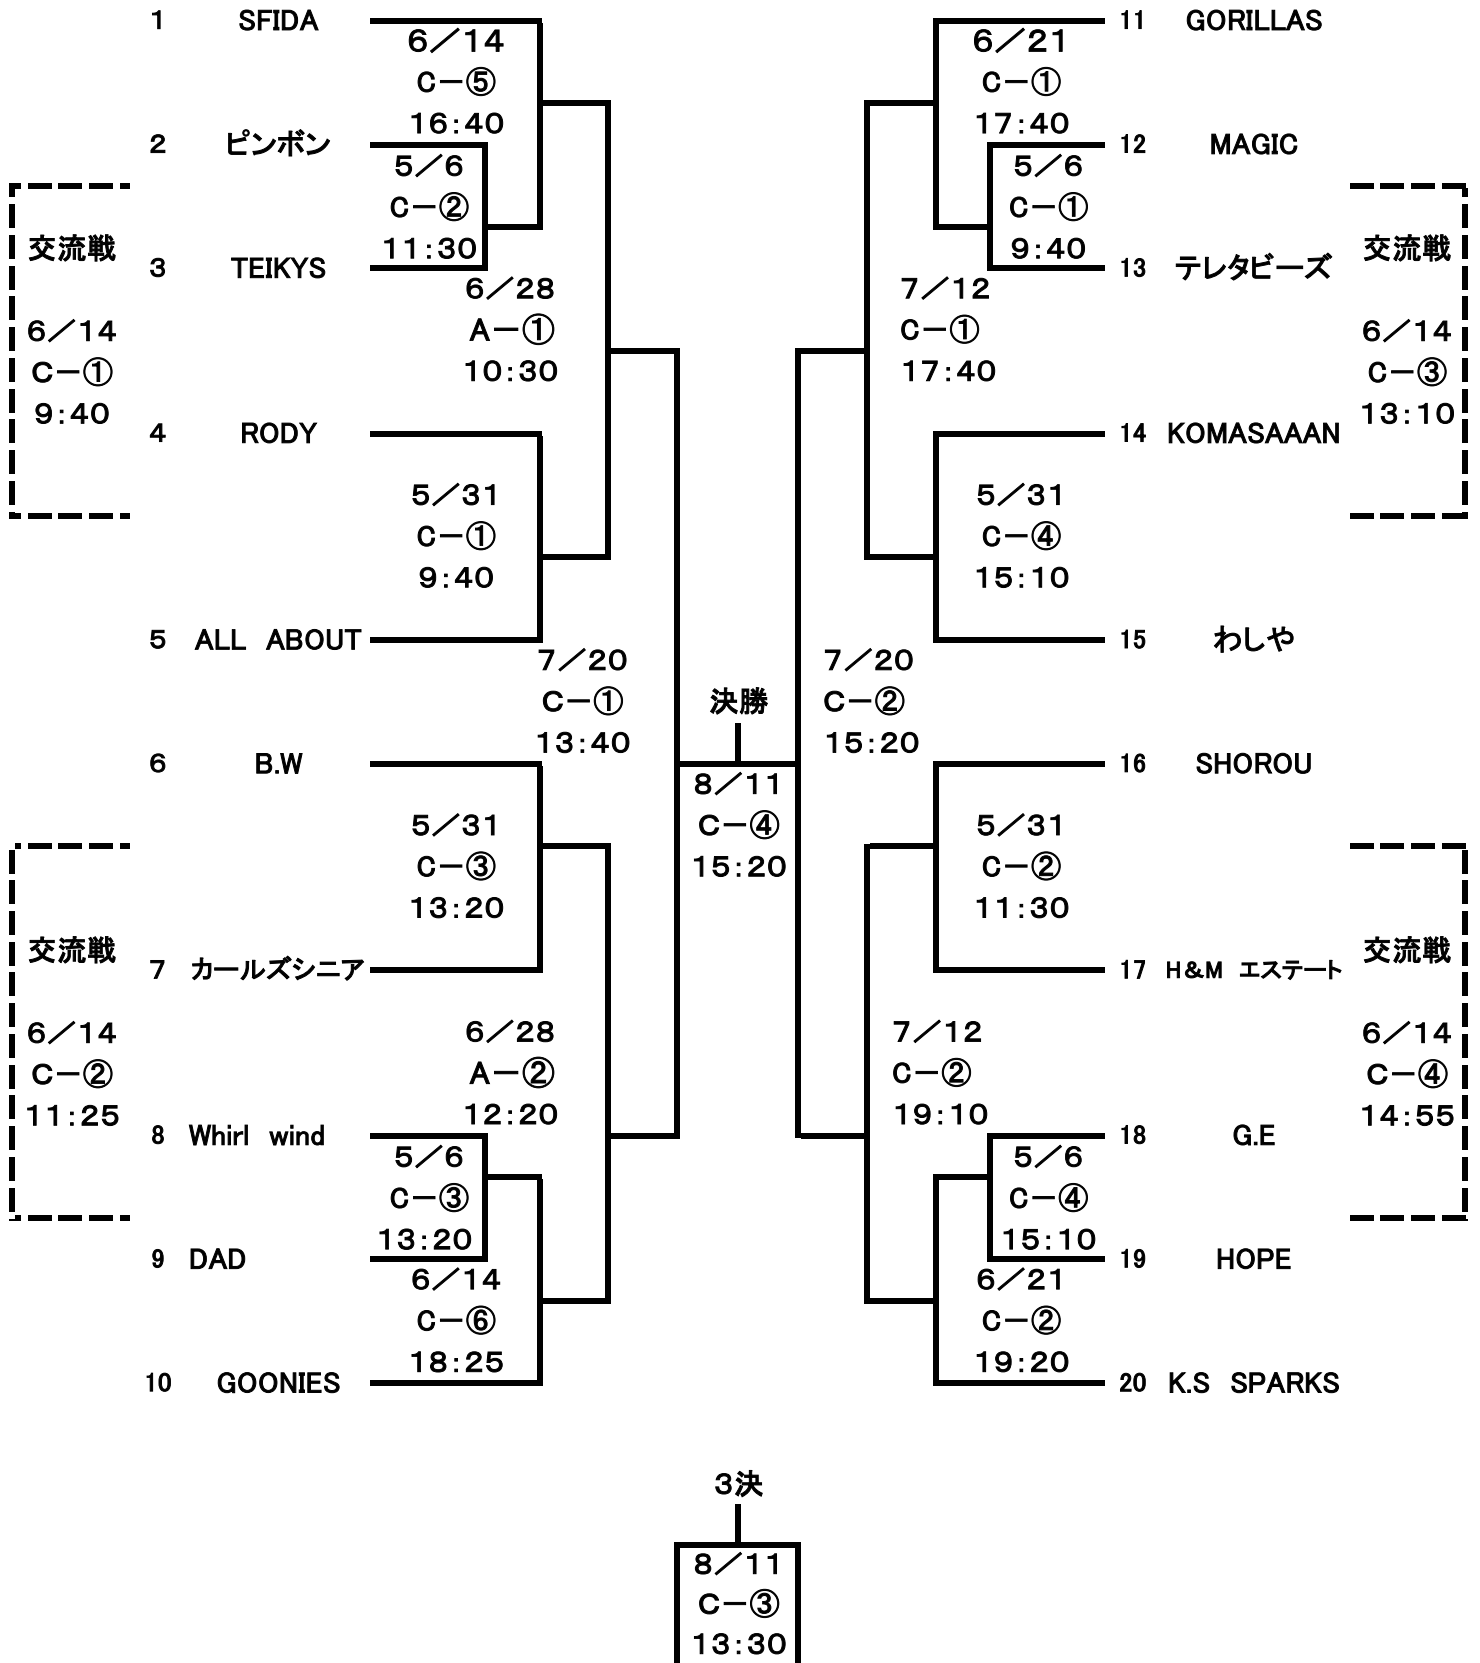 1 SFIDA
6／14
C－⑤
16:40
2 ピンボン
5／6
C－②
11:30
3 TEIKYS
6／28
A－①
10:30
交流戦
6／14
C－①
9:40
4 RODY
5／31
C－①
9:40
5 ALL ABOUT
7／20
C－①
13:40
6 B.W
5／31
C－③
13:20
7 カールズシニア
6／28
A－②
12:20
交流戦
6／14
C－②
11:25
8 Whirl wind
5／6
C－③
13:20
9 DAD
6／14
C－⑥
18:25
10 GOONIES
決勝
8／11
C－④
15:20
11 GORILLAS
6／21
C－①
17:40
12 MAGIC
5／6
C－①
9:40
13 テレタビーズ
7／12
C－①
17:40
交流戦
6／14
C－③
13:10
14 KOMASAAAN
5／31
C－④
15:10
15 わしや
7／20
C－②
15:20
16 SHOROU
5／31
C－②
11:30
17 H&M エステート
7／12
C－②
19:10
交流戦
6／14
C－④
14:55
18 G.E
5／6
C－④
15:10
19 HOPE
6／21
C－②
19:20
20 K.S SPARKS
3決
8／11
C－③
13:30